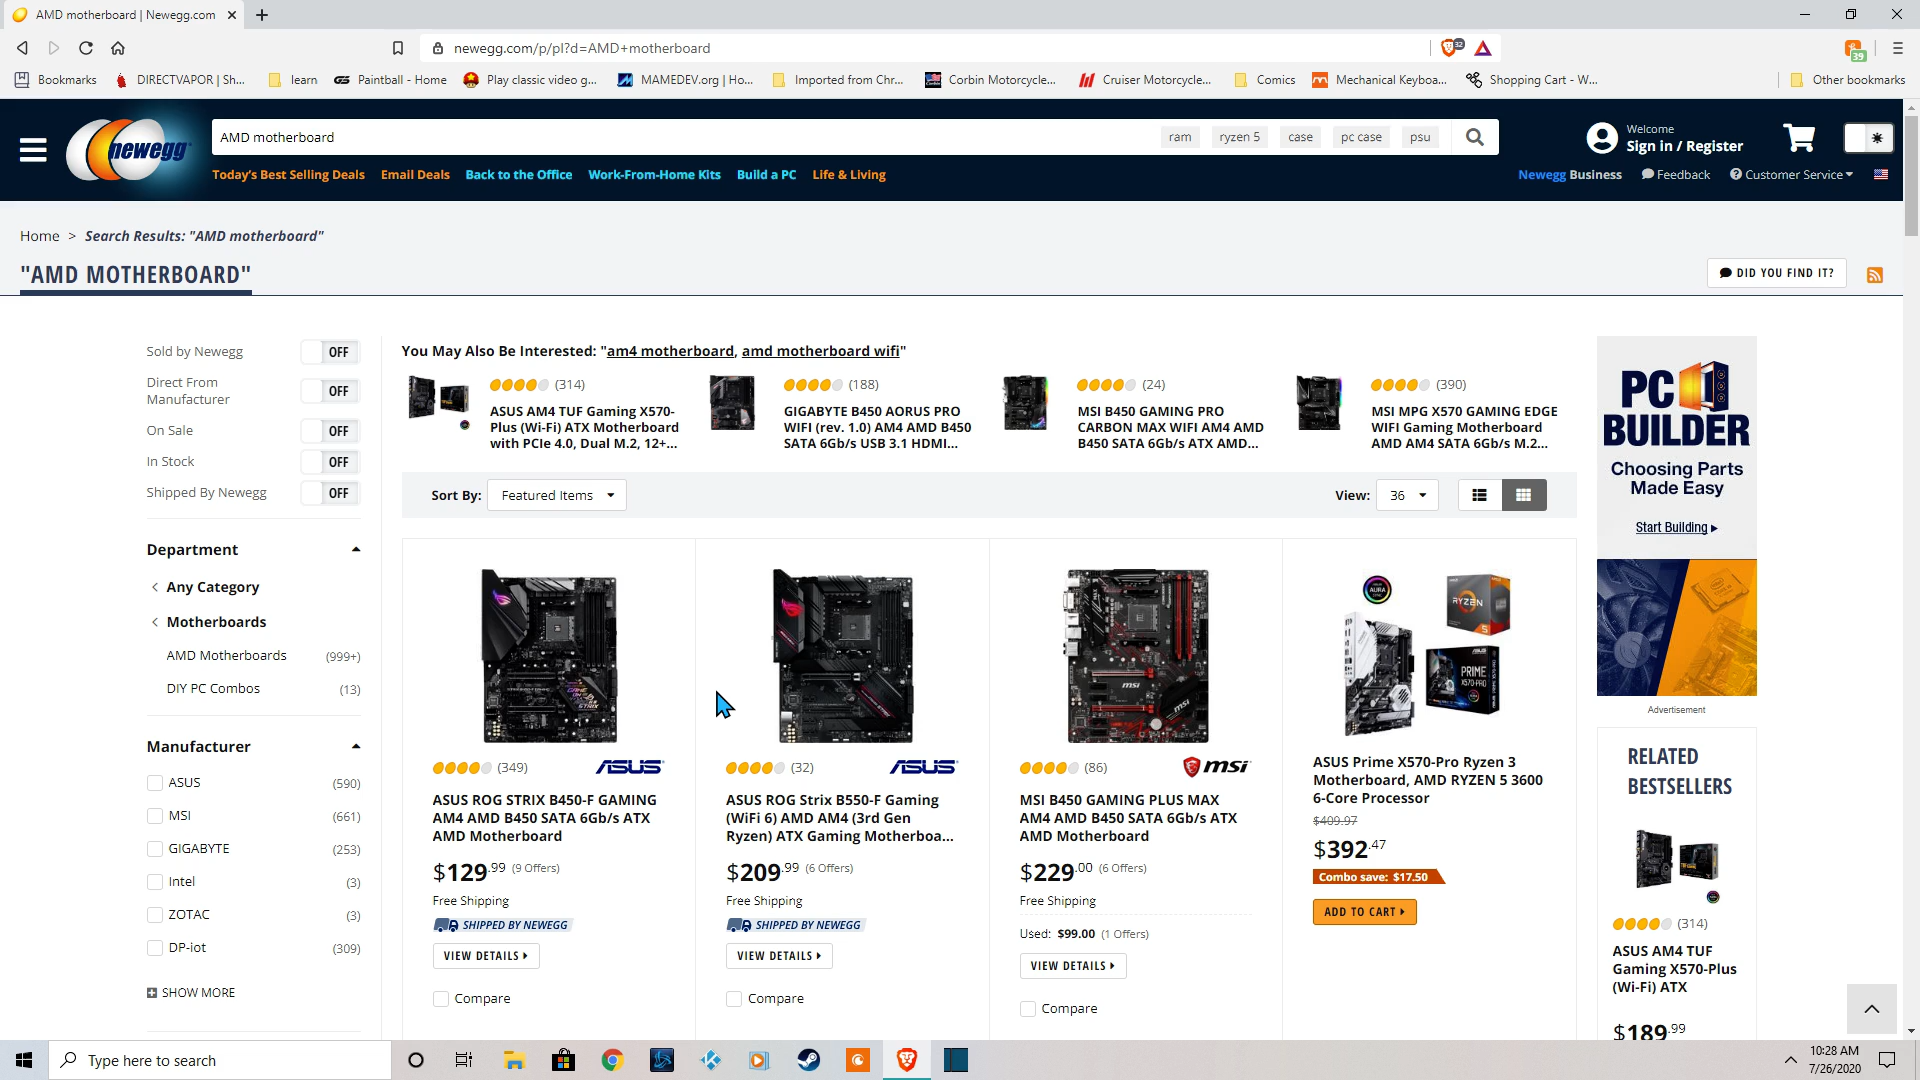 AMD motherboard | Newegg.com
newegg.com/p/pl?d=AMD+motherboard
32
39
Bookmarks
DIRECTVAPOR | Sh...
learn
Paintball - Home
Play classic video g...
MAMEDEV.org | Ho...
Imported from Chr...
Corbin Motorcycle...
Cruiser Motorcycle...
Comics
Mechanical Keyboa...
Shopping Cart - W...
Other bookmarks
newegg
AMD motherboard
ram
ryzen 5
case
pc case
psu
Welcome
Sign in / Register
Today's Best Selling Deals
Email Deals
Back to the Office
Work-From-Home Kits
Build a PC
Life & Living
Newegg Business
Feedback
Customer Service
Home > Search Results: "AMD motherboard"
"AMD MOTHERBOARD"
DID YOU FIND IT?
Sold by Newegg OFF
Direct From
Manufacturer OFF
On Sale OFF
In Stock OFF
Shipped By Newegg OFF
Department
Any Category
Motherboards
AMD Motherboards (999+)
DIY PC Combos (13)
Manufacturer
ASUS (590)
MSI (661)
GIGABYTE (253)
Intel (3)
ZOTAC (3)
DP-iot (309)
SHOW MORE
You May Also Be Interested: "am4 motherboard, amd motherboard wifi"
(314)
ASUS AM4 TUF Gaming X570-
Plus (Wi-Fi) ATX Motherboard
with PCIe 4.0, Dual M.2, 12+...
(188)
GIGABYTE B450 AORUS PRO
WIFI (rev. 1.0) AM4 AMD B450
SATA 6Gb/s USB 3.1 HDMI...
(24)
MSI B450 GAMING PRO
CARBON MAX WIFI AM4 AMD
B450 SATA 6Gb/s ATX AMD...
(390)
MSI MPG X570 GAMING EDGE
WIFI Gaming Motherboard
AMD AM4 SATA 6Gb/s M.2...
Sort By: Featured Items
View: 36
(349) ASUS
ASUS ROG STRIX B450-F GAMING
AM4 AMD B450 SATA 6Gb/s ATX
AMD Motherboard
$129.99 (9 Offers)
Free Shipping
SHIPPED BY NEWEGG
VIEW DETAILS
Compare
(32) ASUS
ASUS ROG Strix B550-F Gaming
(WiFi 6) AMD AM4 (3rd Gen
Ryzen) ATX Gaming Motherboa...
$209.99 (6 Offers)
Free Shipping
SHIPPED BY NEWEGG
VIEW DETAILS
Compare
msi
(86) msi
MSI B450 GAMING PLUS MAX
AM4 AMD B450 SATA 6Gb/s ATX
AMD Motherboard
$229.00 (6 Offers)
Free Shipping
Used: $99.00 (1 Offers)
VIEW DETAILS
Compare
AURA
RYZEN
5
PRIME
X570-PRO
ASUS Prime X570-Pro Ryzen 3
Motherboard, AMD RYZEN 5 3600
6-Core Processor
$409.97
$392.47
Combo save: $17.50
ADD TO CART
PC
BUILDER
Choosing Parts
Made Easy
Start Building
Advertisement
RELATED
BESTSELLERS
(314)
ASUS AM4 TUF
Gaming X570-Plus
(Wi-Fi) ATX
$189.99
Type here to search
10:28 AM
7/26/2020